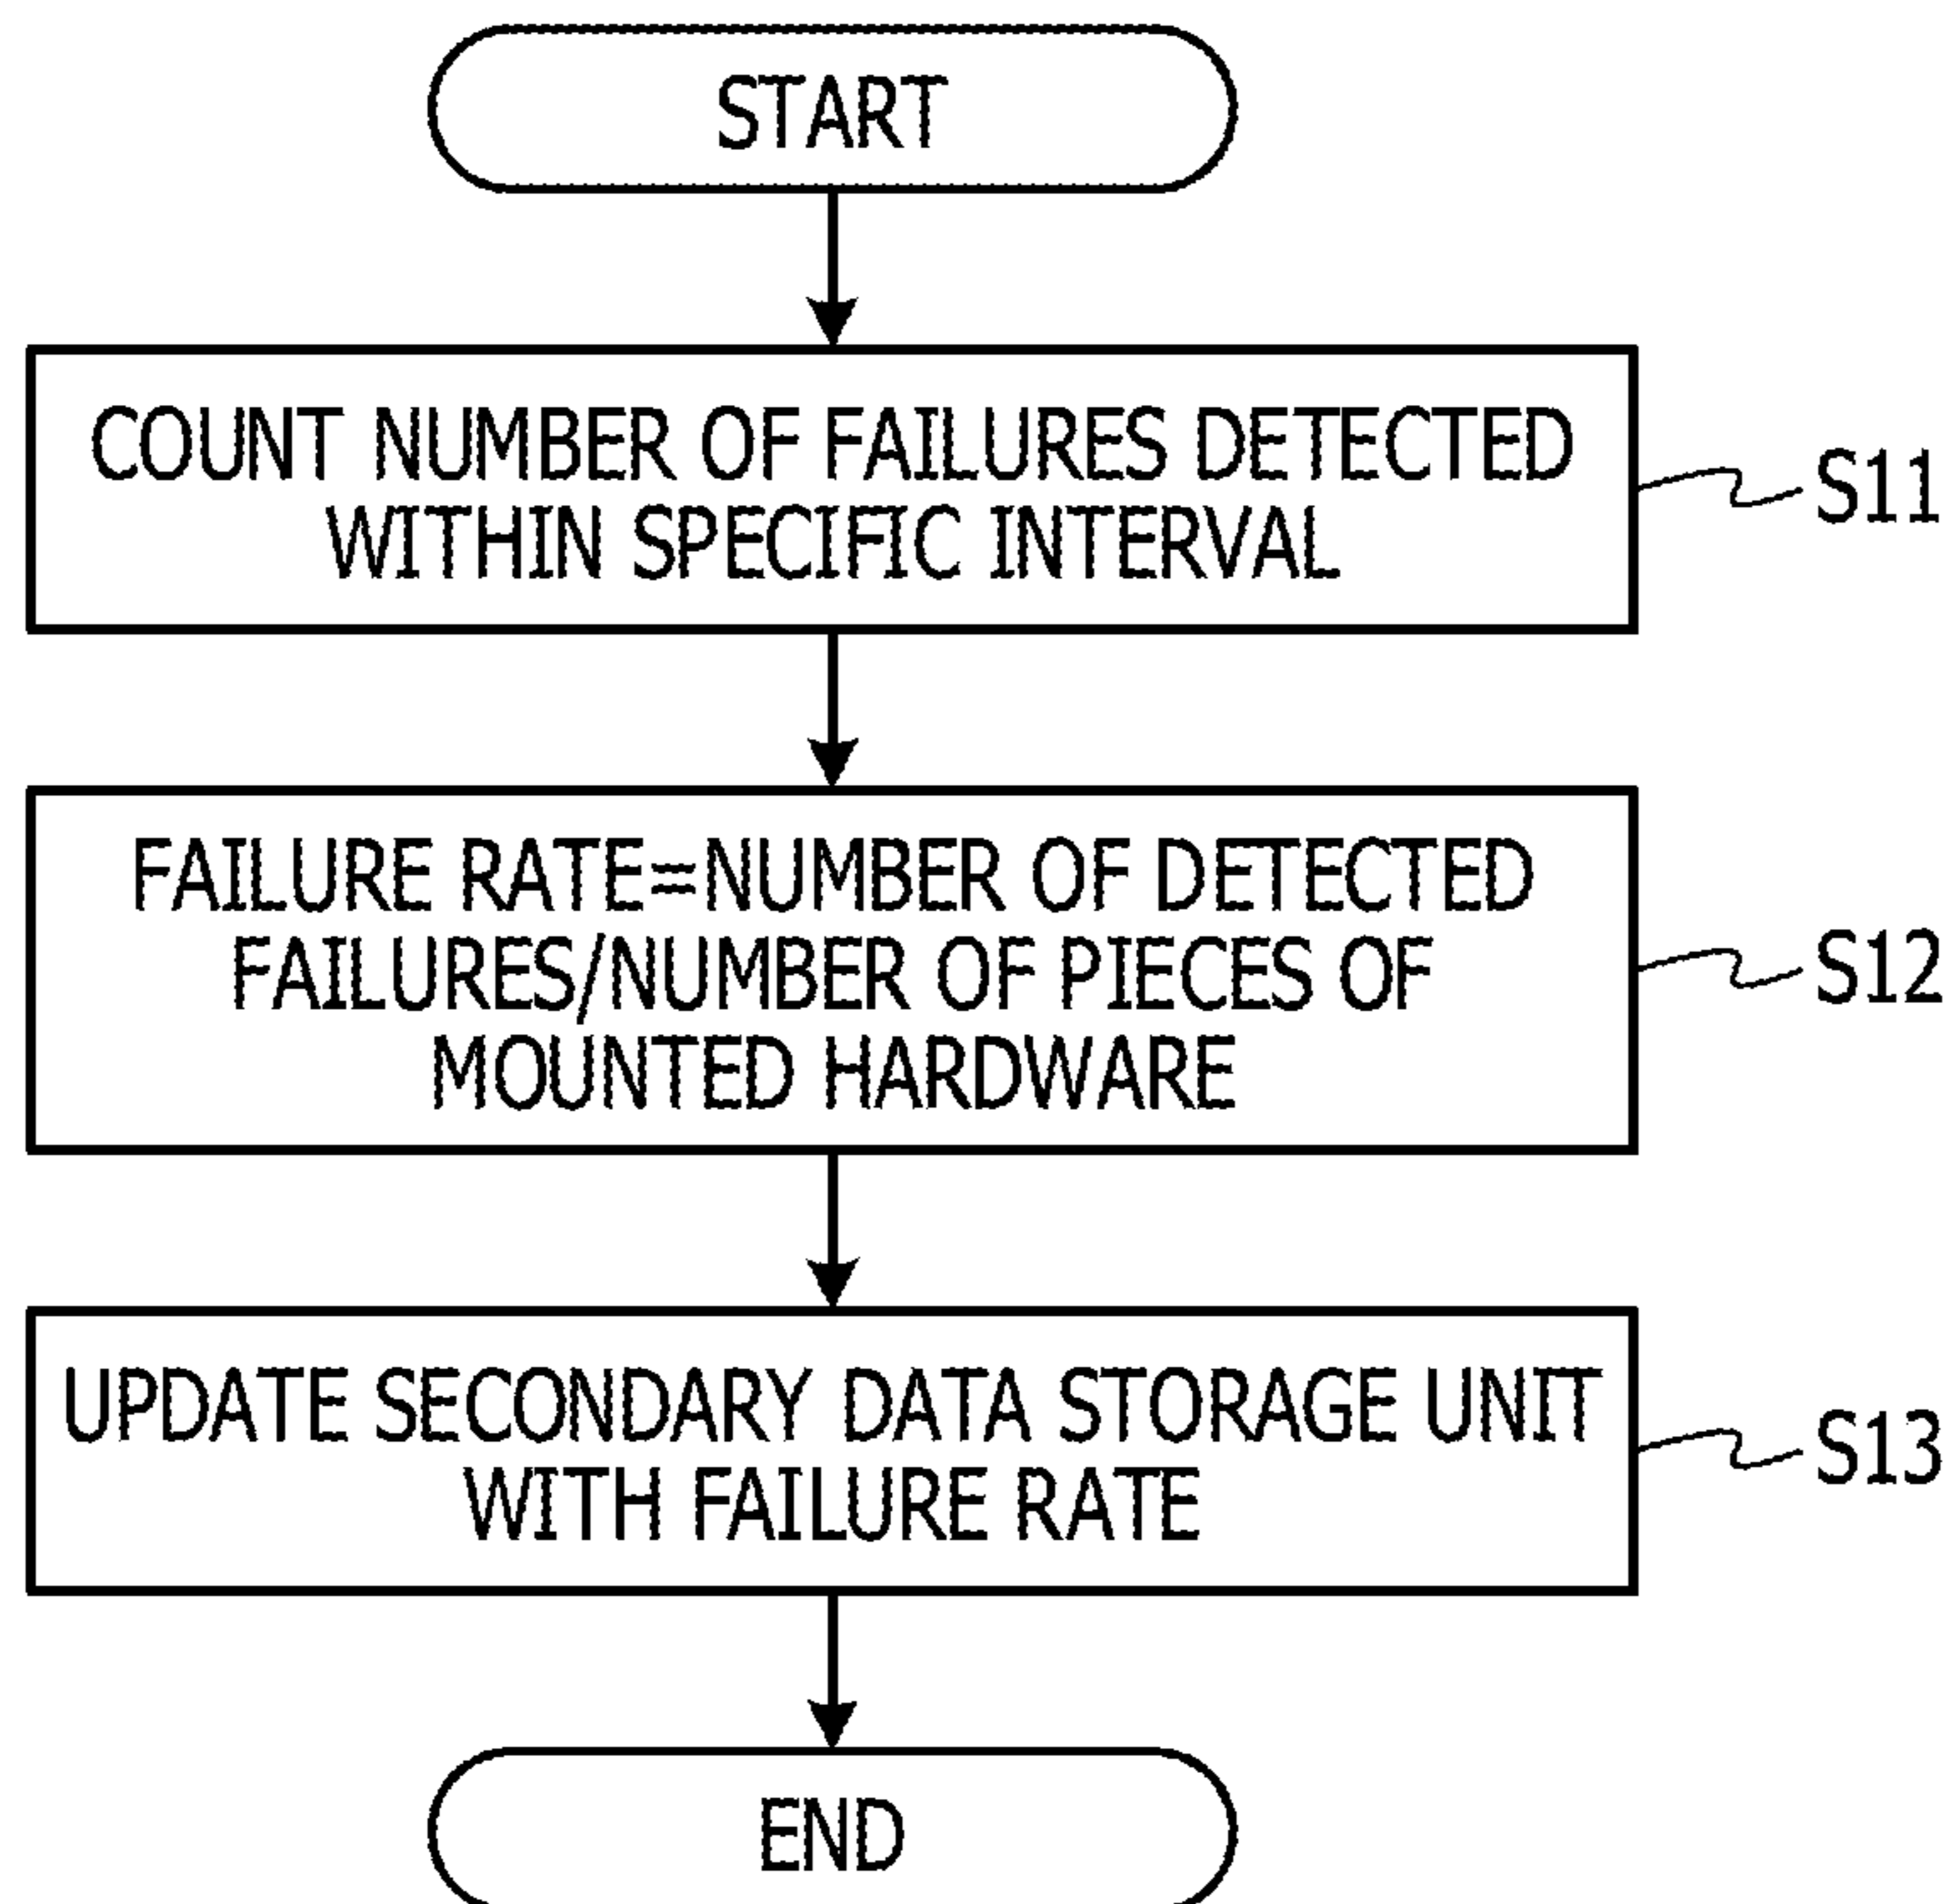 START
COUNT NUMBER OF FAILURES DETECTED
WITHIN SPECIFIC INTERVAL
S11
FAILURE RATE=NUMBER OF DETECTED
FAILURES/NUMBER OF PIECES OF
MOUNTED HARDWARE
S12
UPDATE SECONDARY DATA STORAGE UNIT
WITH FAILURE RATE
S13
END